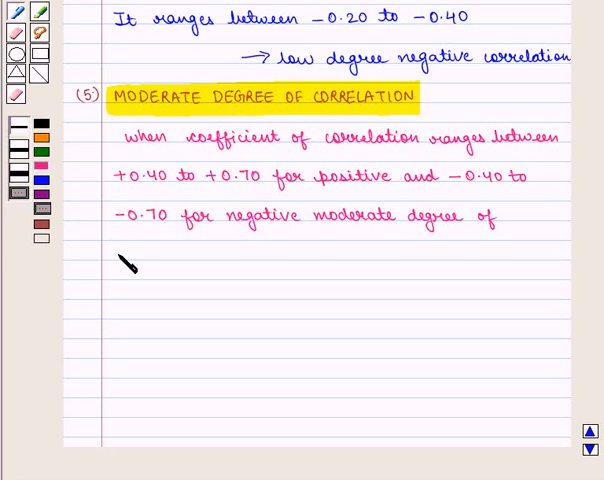 It ranges between -0.20 to -0.40
→ low degree negative correlation
(5) MODERATE DEGREE OF CORRELATION
when coefficient of correlation ranges between
+0.40 to +0.70 for positive and -0.40 to
-0.70 for negative moderate degree of